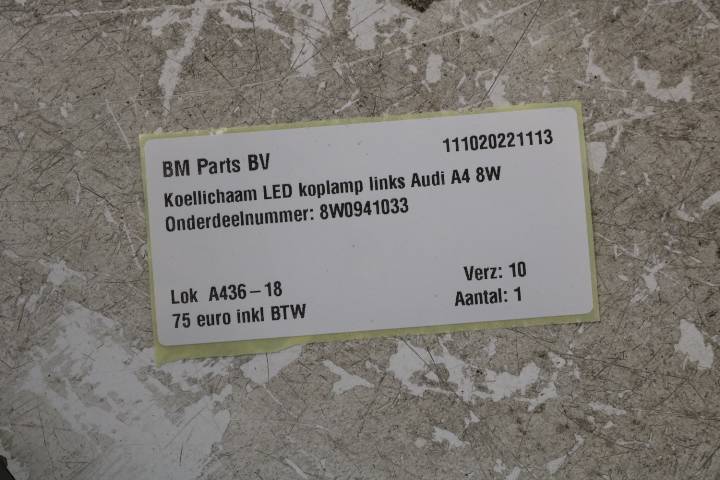 BM Parts BV
111020221113
Koellichaam LED koplamp links Audi A4 8W
Onderdeelnummer: 8W0941033
Lok A436-18
Verz: 10
75 euro inkl BTW
Aantal: 1